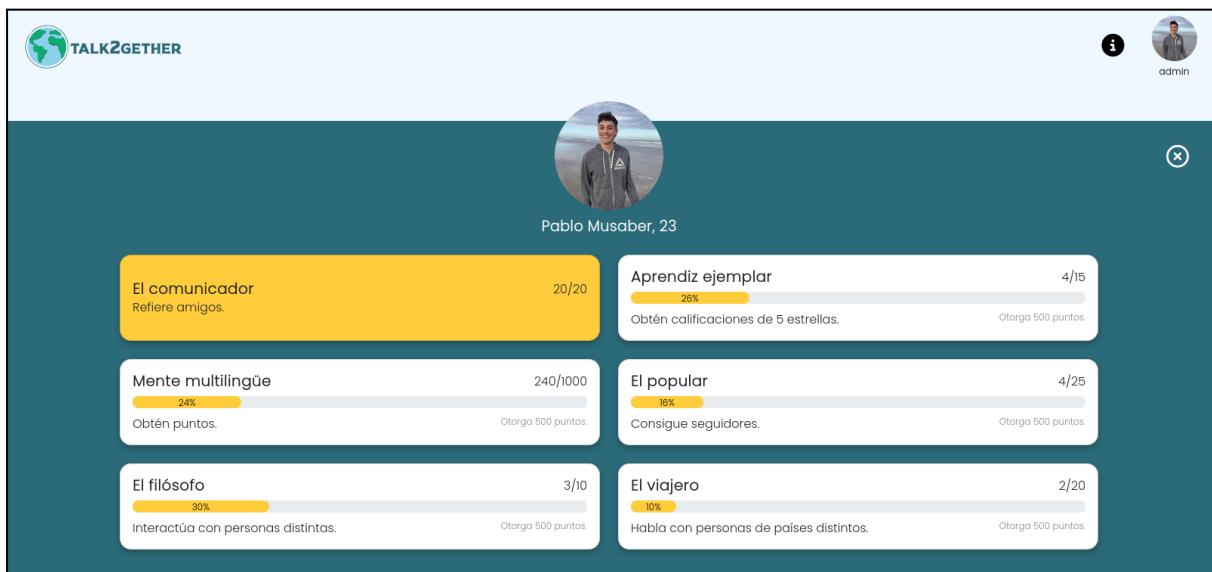 TALK2GETHER
admin
Pablo Musaber, 23
El comunicador
20/20
Refiere amigos.
Aprendiz ejemplar
4/15
26%
Obtén calificaciones de 5 estrellas.
Otorga 500 puntos.
Mente multilingüe
240/1000
24%
Obtén puntos.
Otorga 500 puntos.
El popular
4/25
16%
Consigue seguidores.
Otorga 500 puntos.
El filósofo
3/10
30%
Interactúa con personas distintas.
Otorga 500 puntos.
El viajero
2/20
10%
Habla con personas de países distintos.
Otorga 500 puntos.